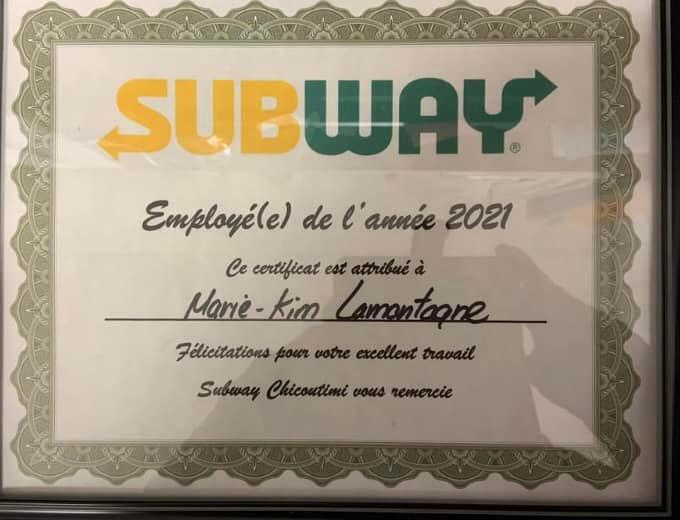 SUBWAY®
Employé(e) de l'année 2021
Ce certificat est attribué à
Marie-Kim Lamontagne
Félicitations pour votre excellent travail
Subway Chicoutimi vous remercie